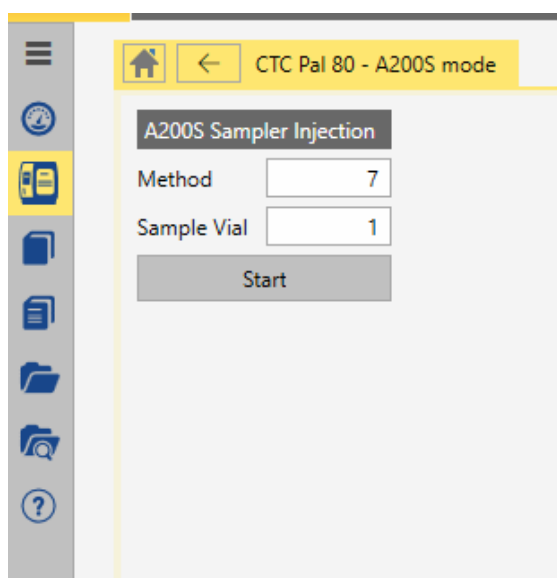 CTC Pal 80 - A200S mode
A200S Sampler Injection
Method 7
Sample Vial 1
Start
?